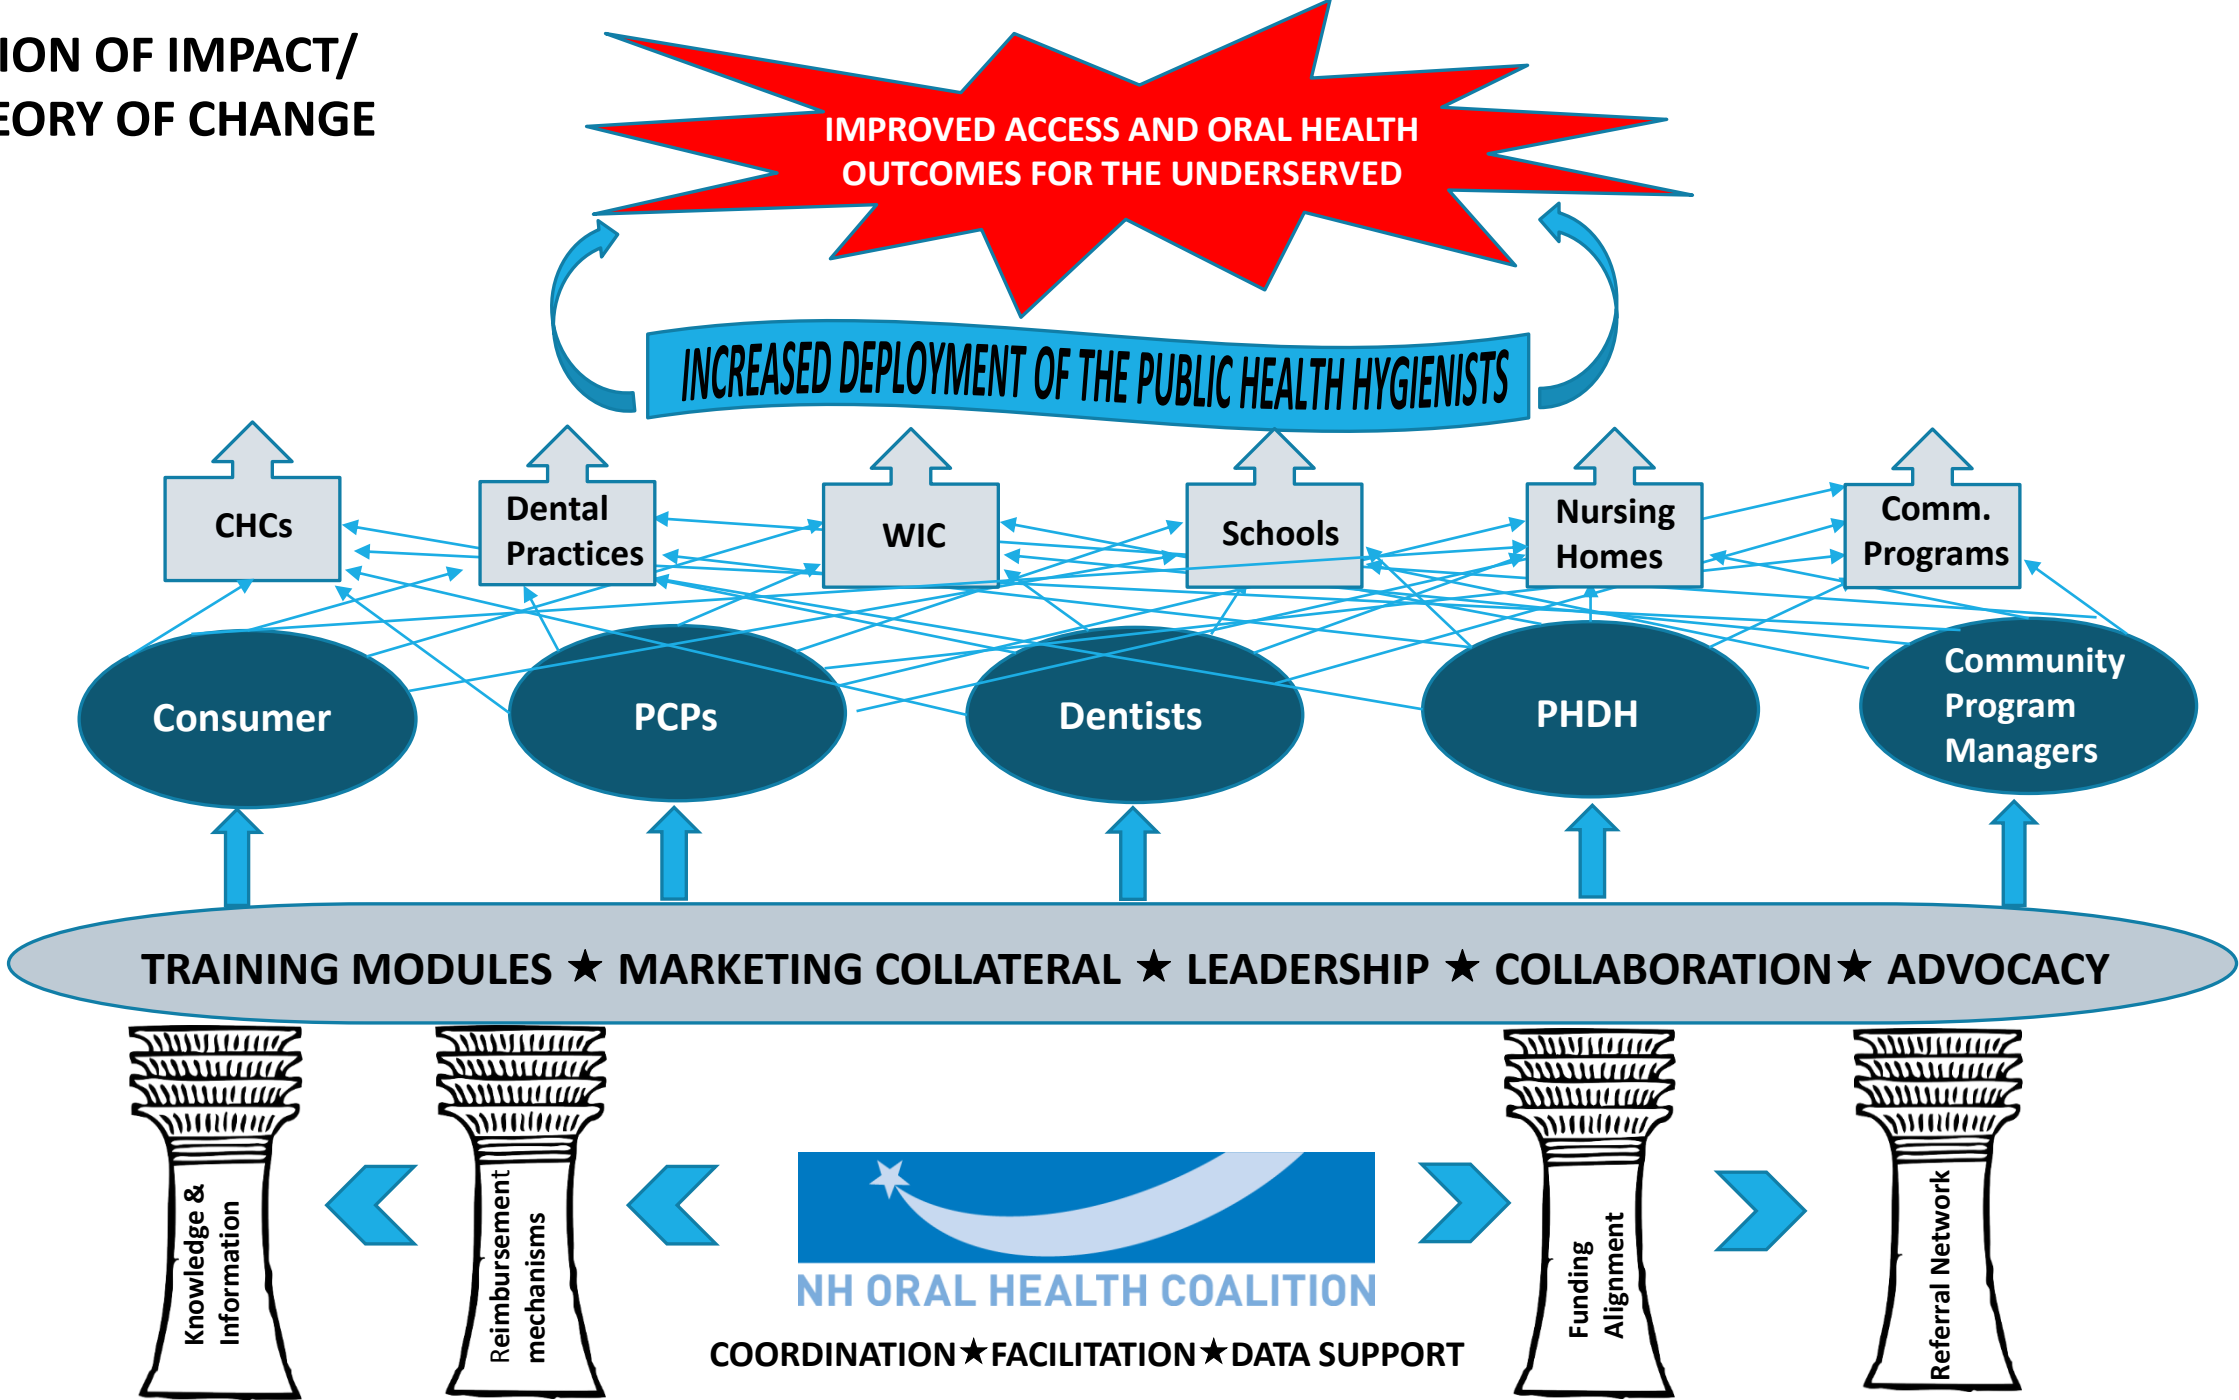 ION OF IMPACT/
EORY OF CHANGE
IMPROVED ACCESS AND ORAL HEALTH
OUTCOMES FOR THE UNDERSERVED
INCREASED DEPLOYMENT OF THE PUBLIC HEALTH HYGIENISTS
CHCs
Dental
Practices
WIC
Schools
Nursing
Homes
Comm.
Programs
Consumer
PCPs
Dentists
PHDH
Community
Program
Managers
TRAINING MODULES ★ MARKETING COLLATERAL ★ LEADERSHIP ★ COLLABORATION★ ADVOCACY
Knowledge &
Information
Reimbursement
mechanisms
NH ORAL HEALTH COALITION
COORDINATION★FACILITATION★DATA SUPPORT
Funding
Alignment
Referral Network